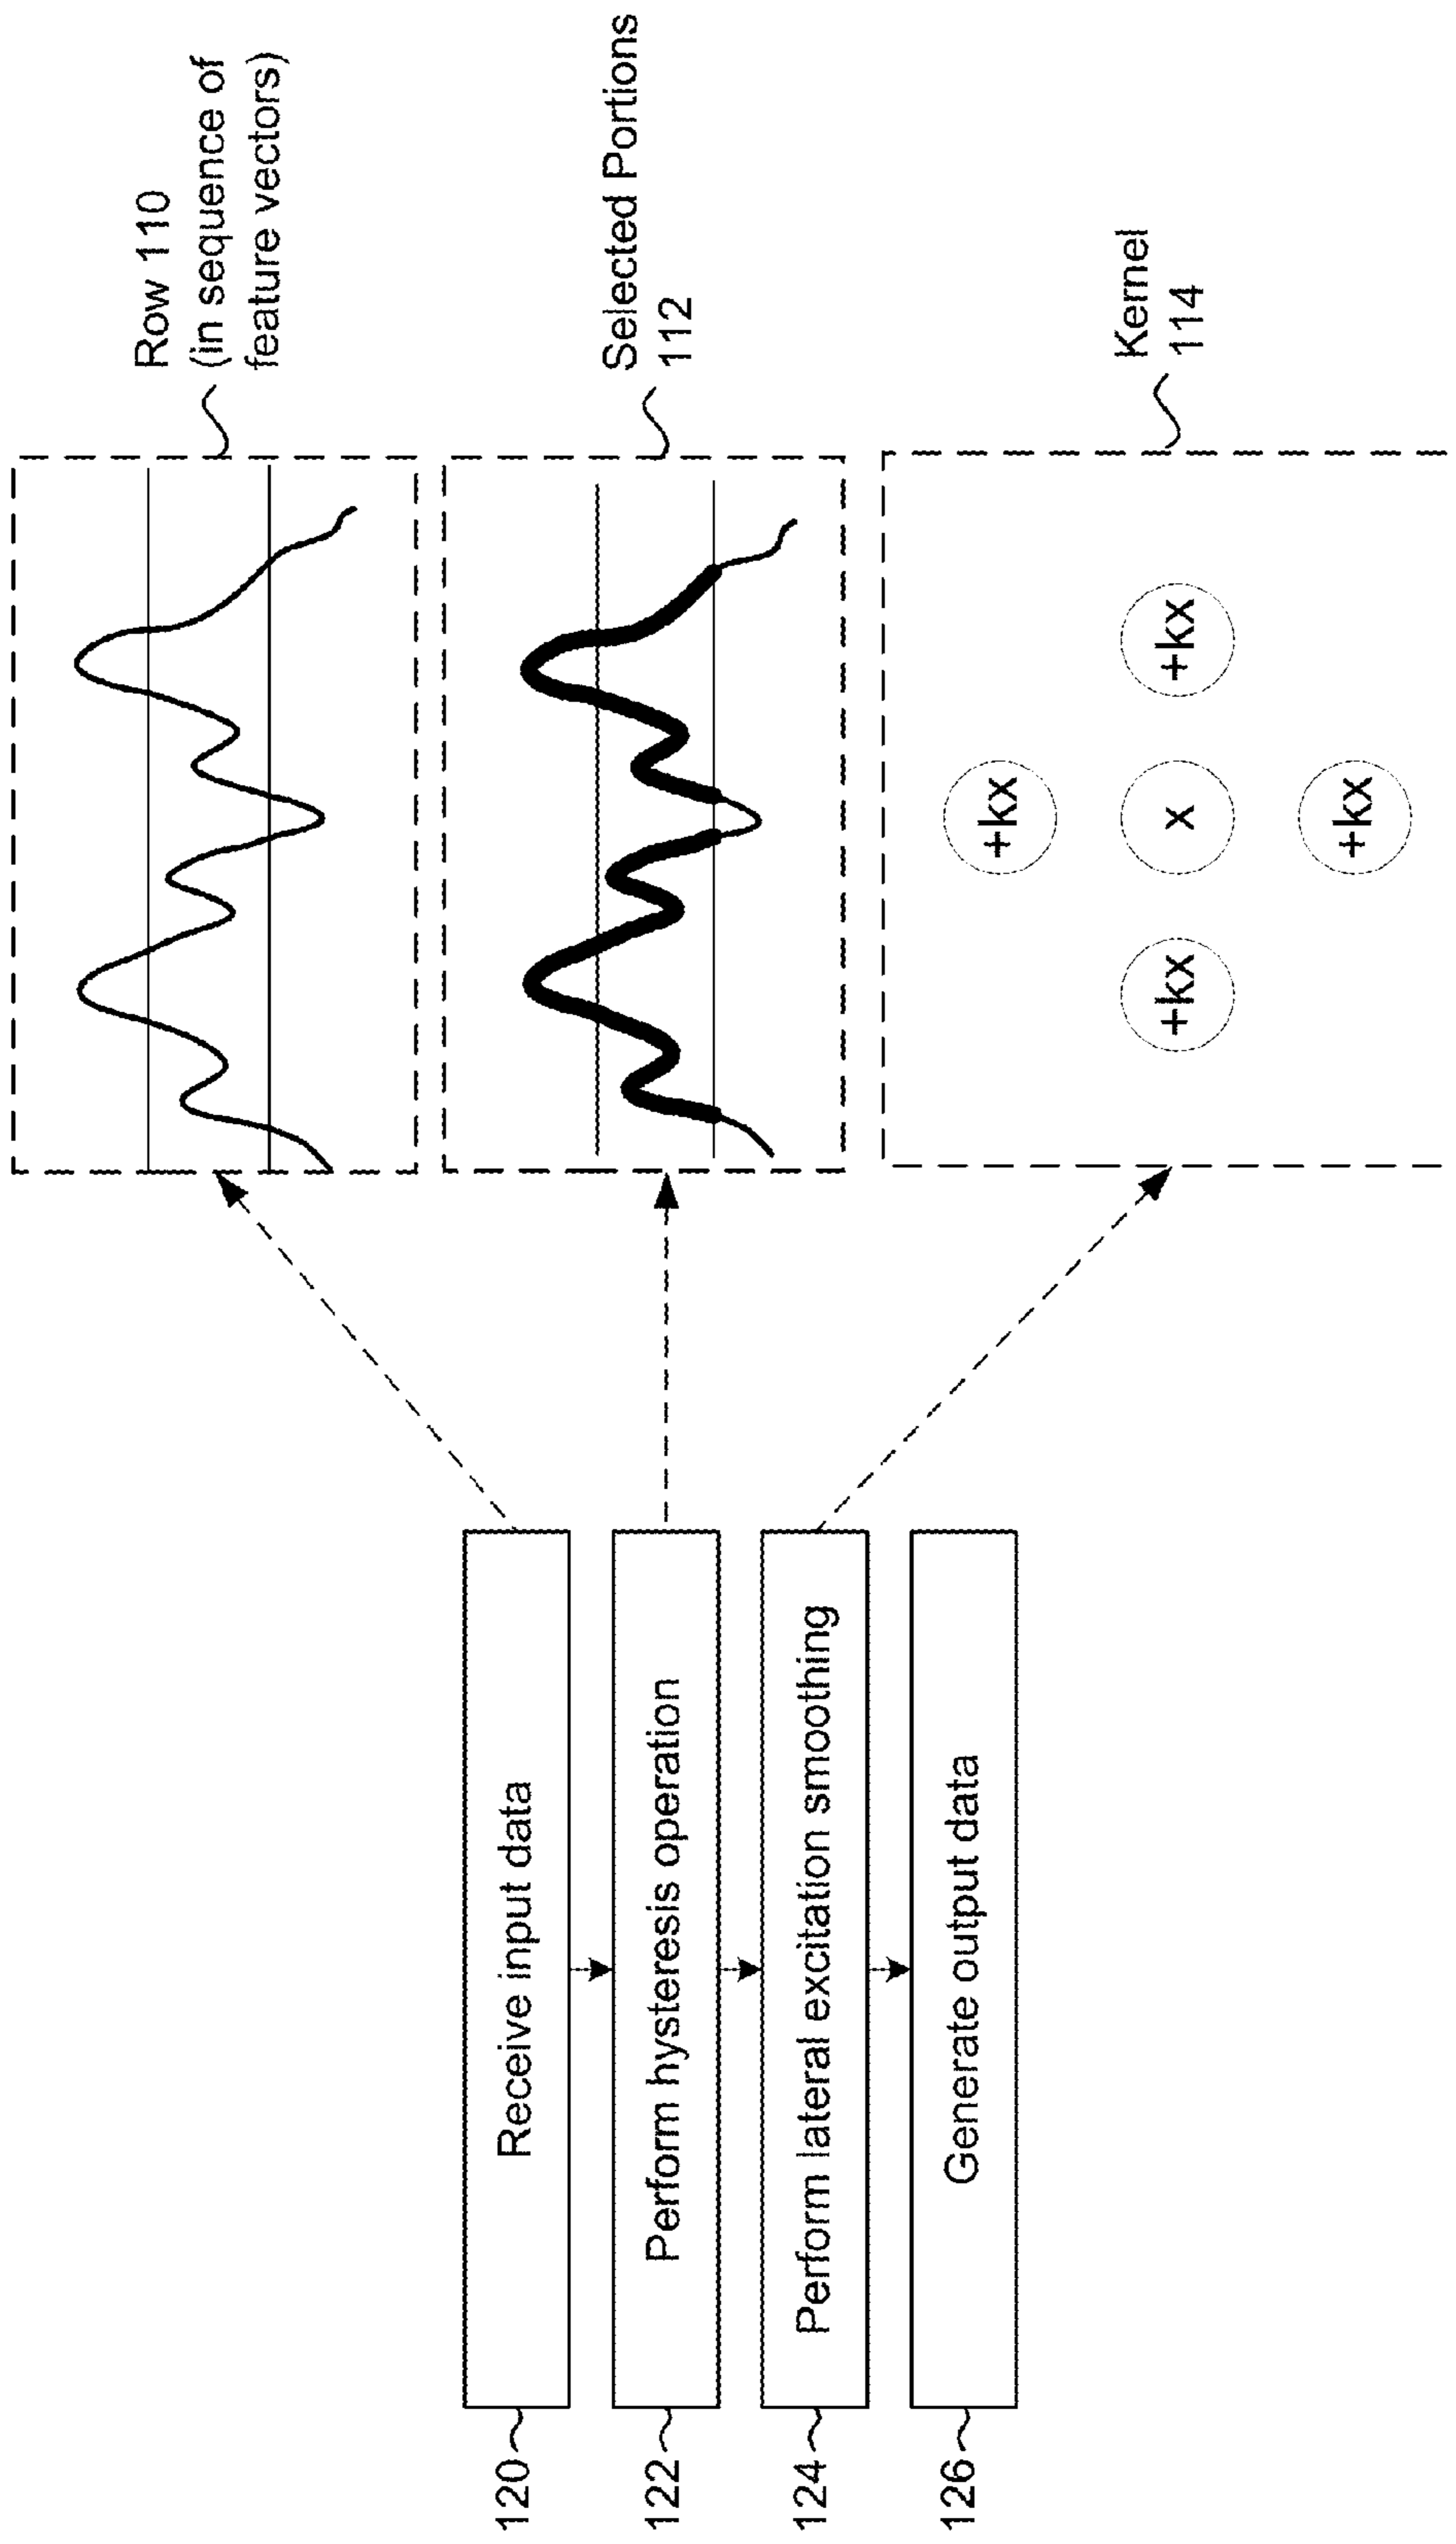 120
Receive input data
122
Perform hysteresis operation
124
Perform lateral excitation smoothing
126
Generate output data
Row 110
(in sequence of
feature vectors)
Selected Portions
112
+kx
+kx
x
+kx
+kx
Kernel
114